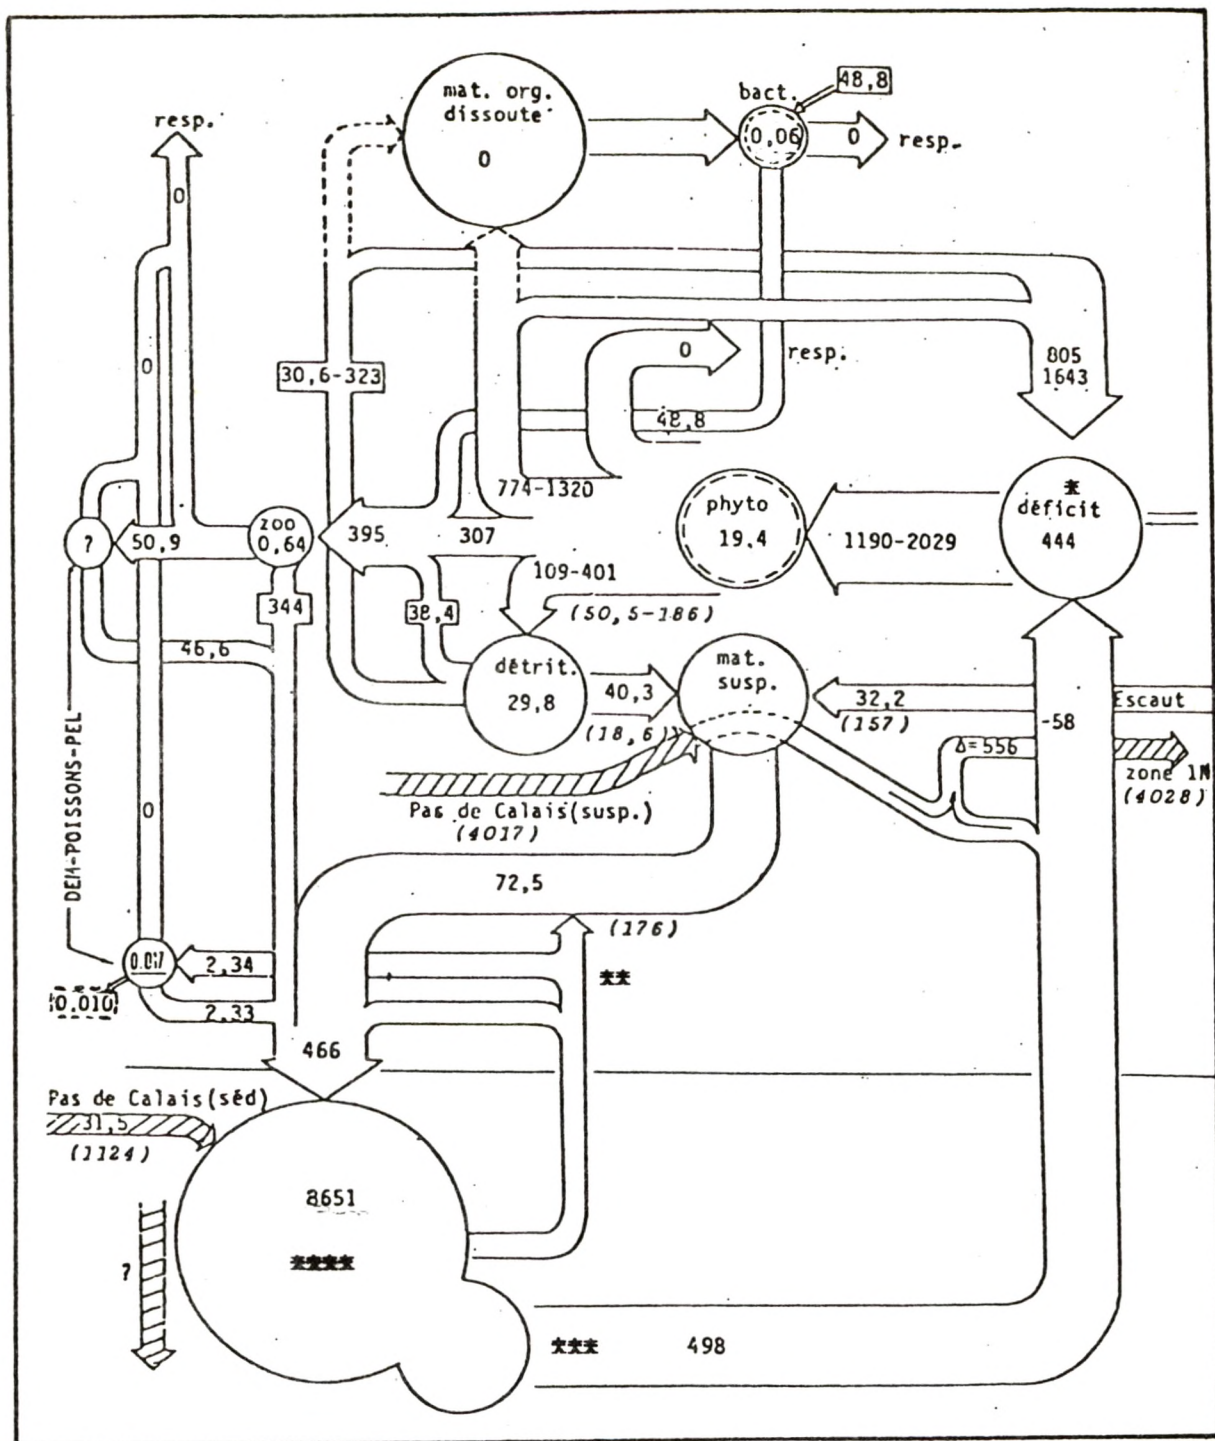 mat. org.
dissoute
0
bact.
48,8
0,06
0
resp.
resp.
0
0
30,6-323
0
resp.
805
1643
48,8
774-1320
phyto
19.4
1190-2029
*
déficit
444
?
50,9
zoo
0,64
395
307
109-401
(50,5-186)
344
38,4
46,6
détrit.
29,8
40,3
(18,6)
mat.
susp.
32,2
(157)
Escaut
-58
Δ=556
zone 1N
(4028)
Pas de Calais(susp.)
(4017)
DEM-POISSONS-PEL
0
72,5
(176)
0.017
2,34
**
0,010
2,33
466
Pas de Calais(séd)
31,5
(1124)
8651
****
?
***
498